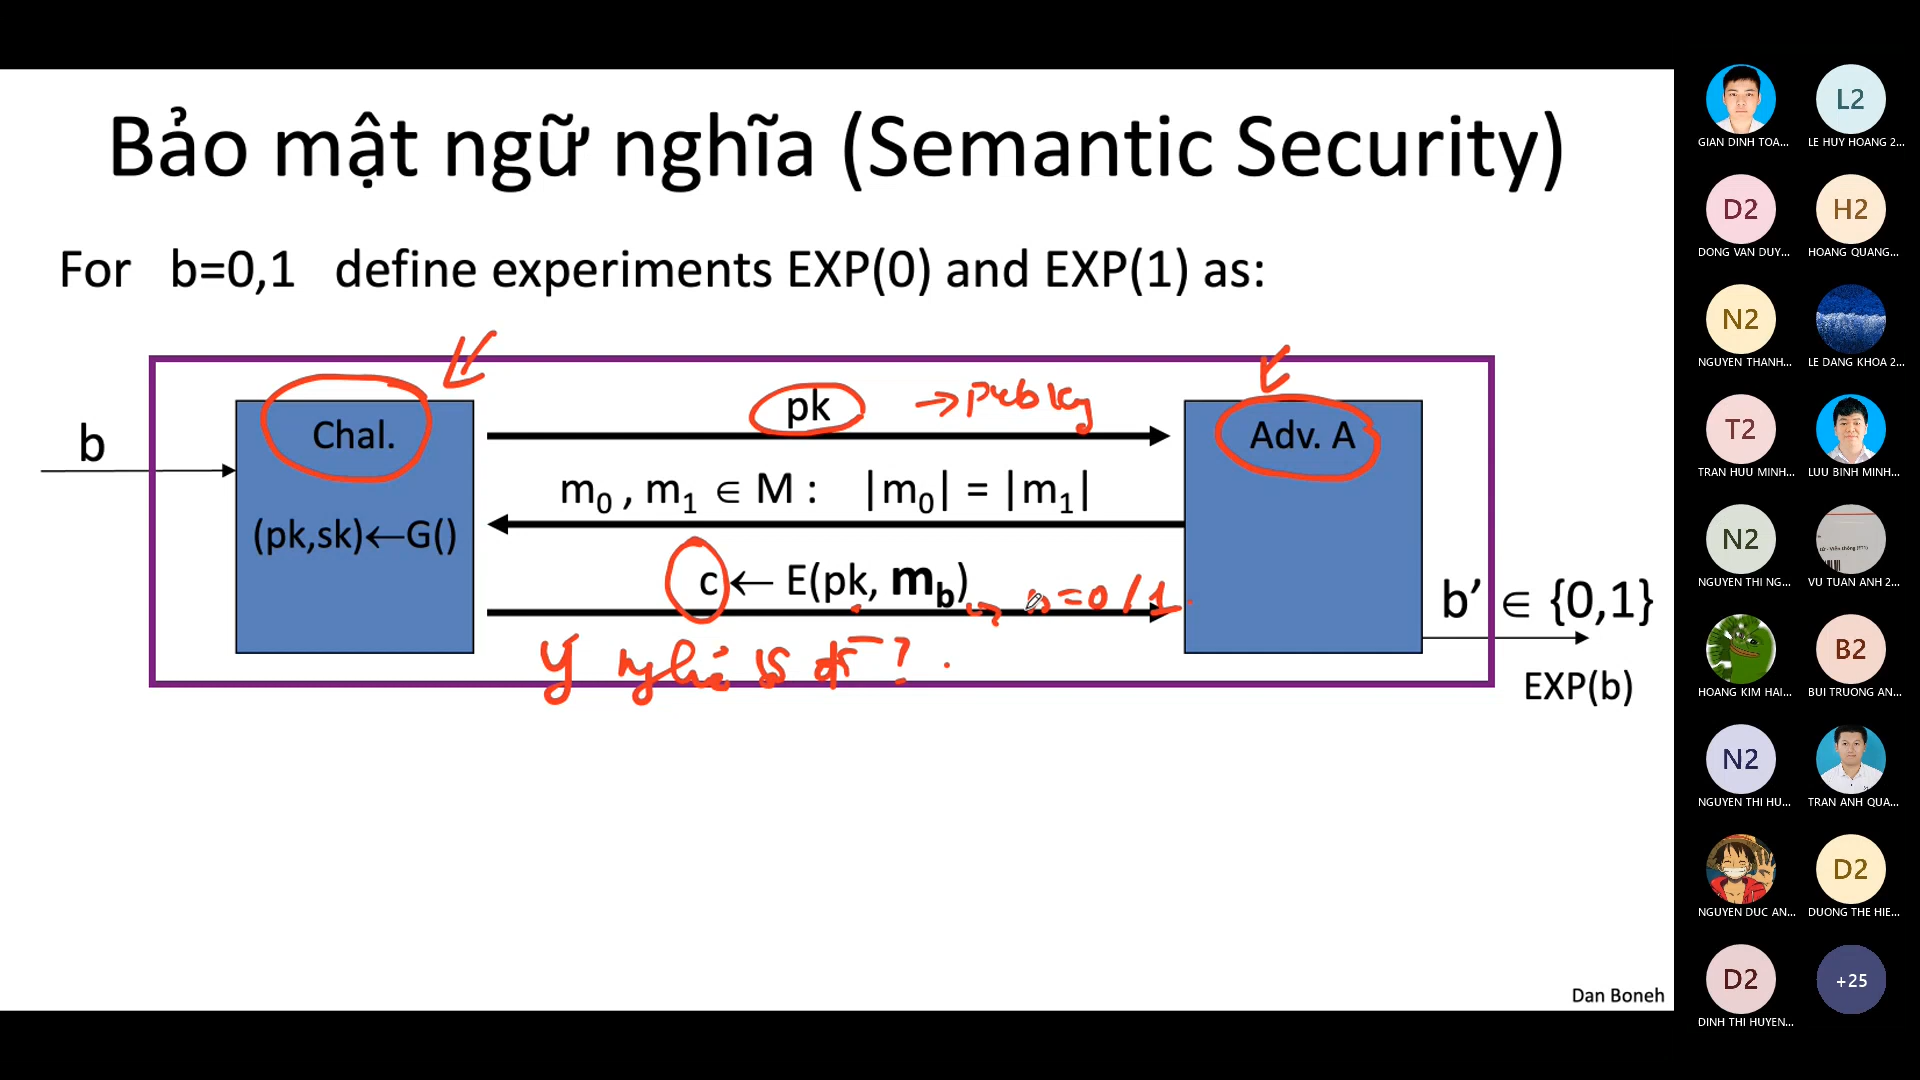 Bảo mật ngữ nghĩa (Semantic Security)
For b=0,1 define experiments EXP(0) and EXP(1) as:
b
Chal.
(pk,sk)←G()
pk → pub key
m₀ , m₁ ∈ M : |m₀| = |m₁|
c ← E(pk, m_b)
= 0 / 1
Ý
?
Adv. A
b’ ∈ {0,1}
EXP(b)
Dan Boneh
GIAN DINH TOA...
L2
LE HUY HOANG 2...
D2
DONG VAN DUY...
H2
HOANG QUANG...
N2
NGUYEN THANH...
LE DANG KHOA 2...
T2
TRAN HUU MINH...
LUU BINH MINH...
N2
NGUYEN THI NG...
VU TUAN ANH 2...
HOANG KIM HAI...
B2
BUI TRUONG AN...
N2
NGUYEN THI HU...
TRAN ANH QUA...
NGUYEN DUC AN...
D2
DUONG THE HIE...
D2
DINH THI HUYEN...
+25